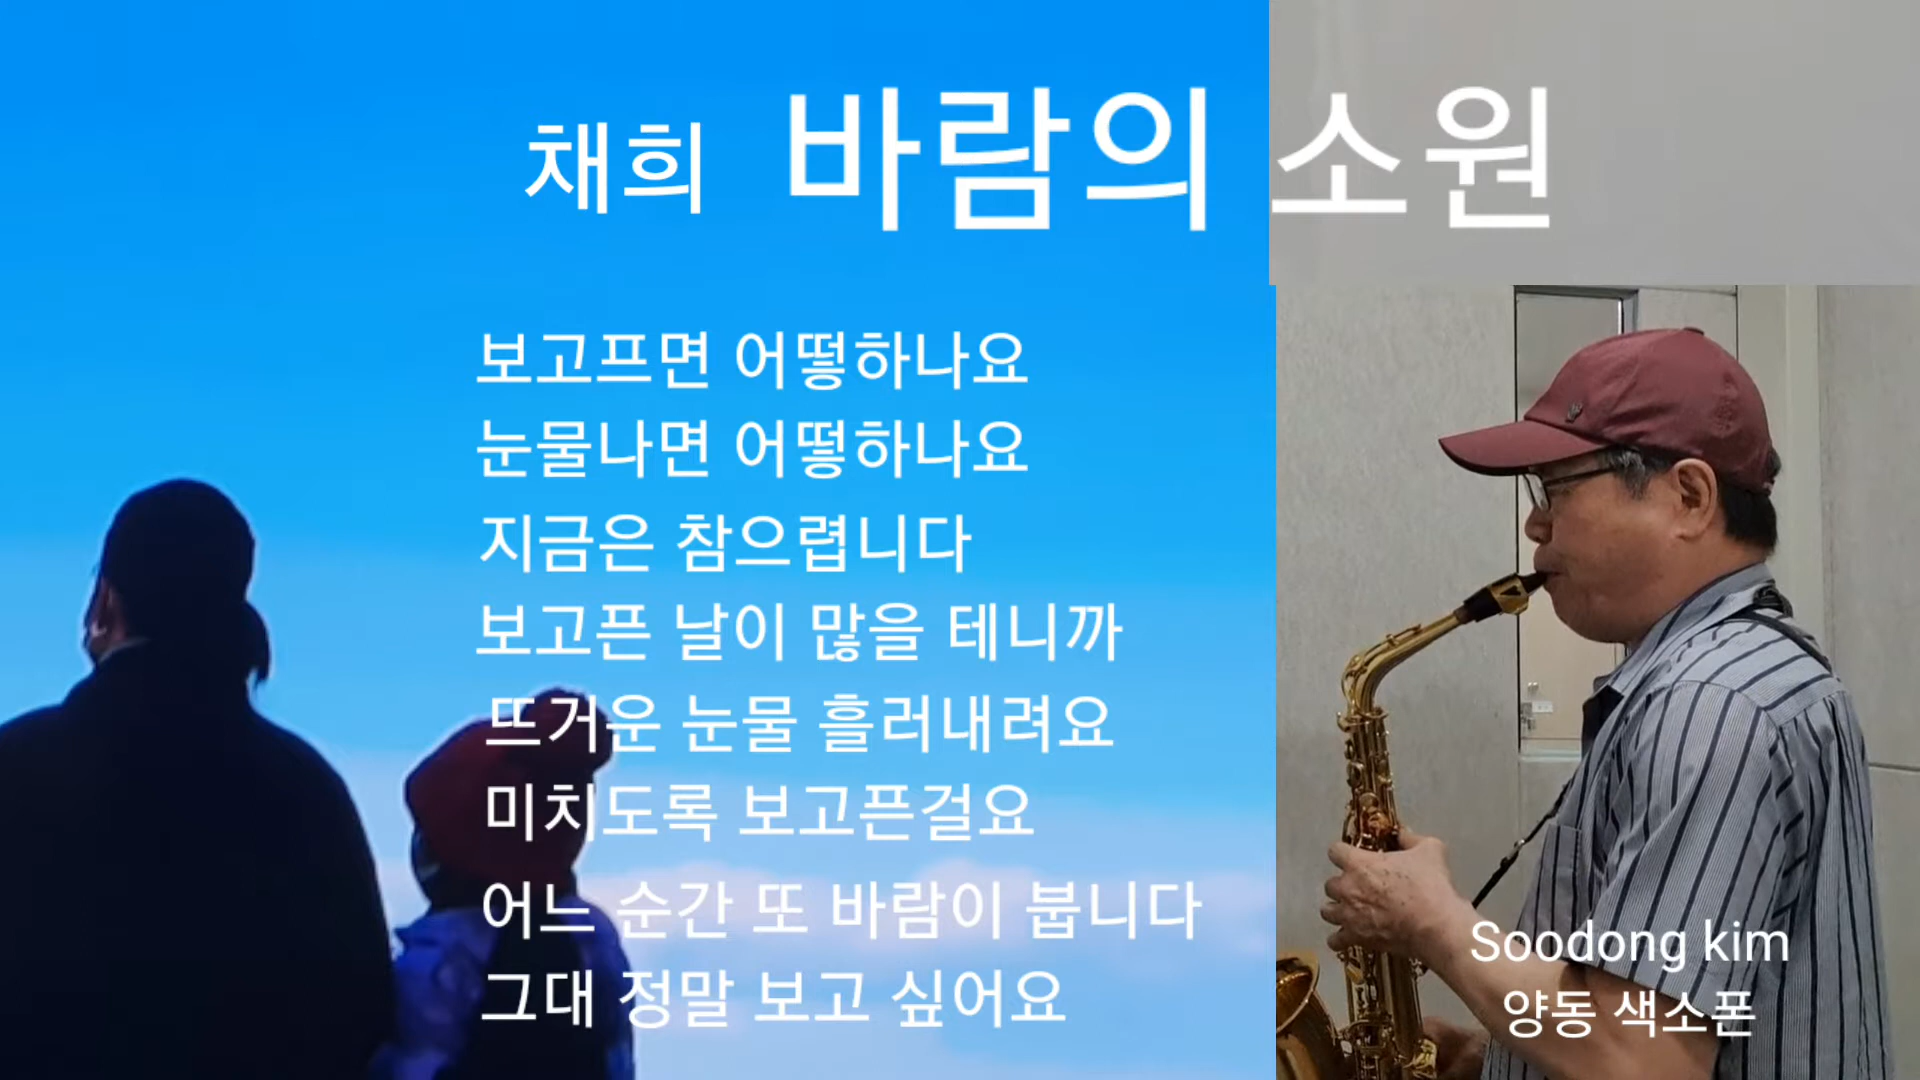 채희 바람의 소원
보고프면 어떻하나요
눈물나면 어떻하나요
지금은 참으렵니다
보고픈 날이 많을 테니까
뜨거운 눈물 흘러내려요
미치도록 보고픈걸요
어느 순간 또 바람이 붑니다
그대 정말 보고 싶어요
Soodong kim
양동 색소폰